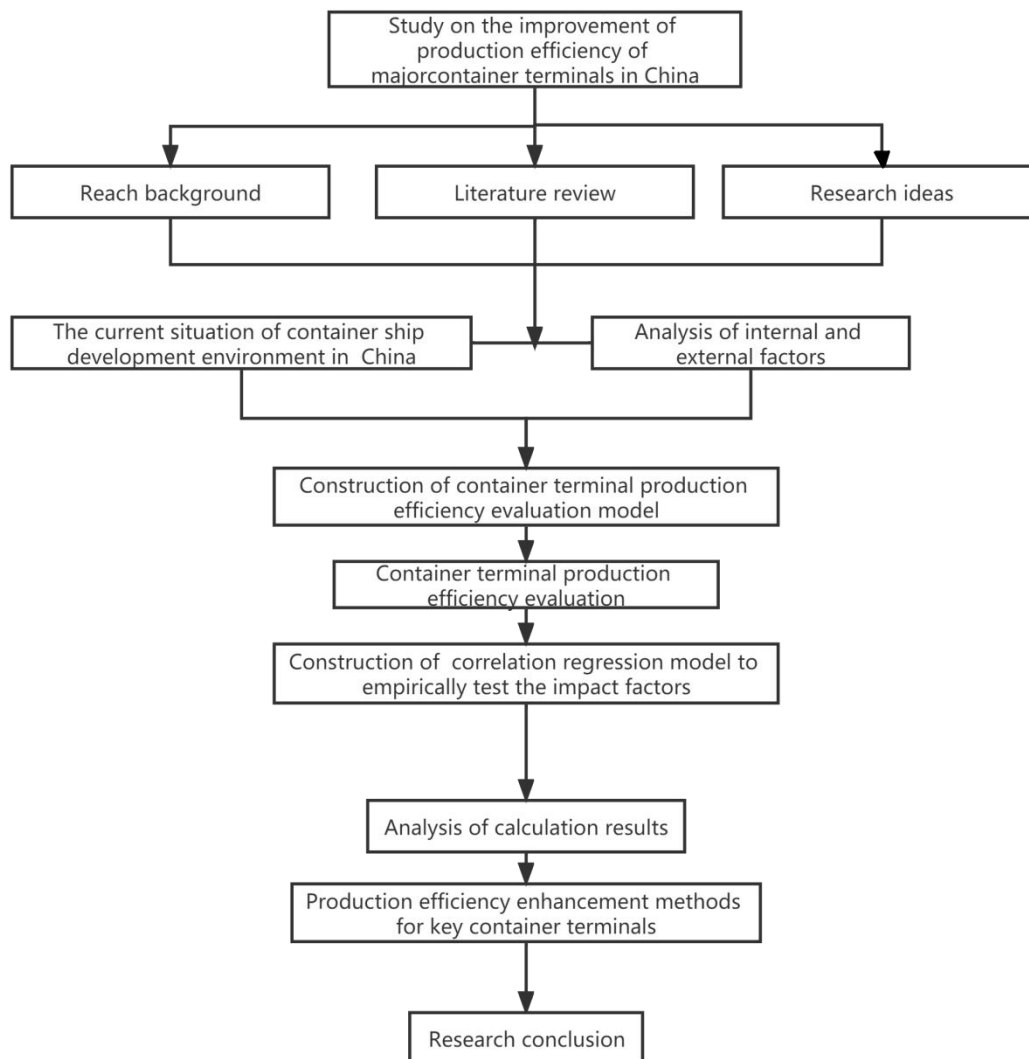 Study on the improvement of
production efficiency of
majorcontainer terminals in China
Reach background
Literature review
Research ideas
The current situation of container ship
development environment in China
Analysis of internal and
external factors
Construction of container terminal production
efficiency evaluation model
Container terminal production
efficiency evaluation
Construction of correlation regression model to
empirically test the impact factors
Analysis of calculation results
Production efficiency enhancement methods
for key container terminals
Research conclusion